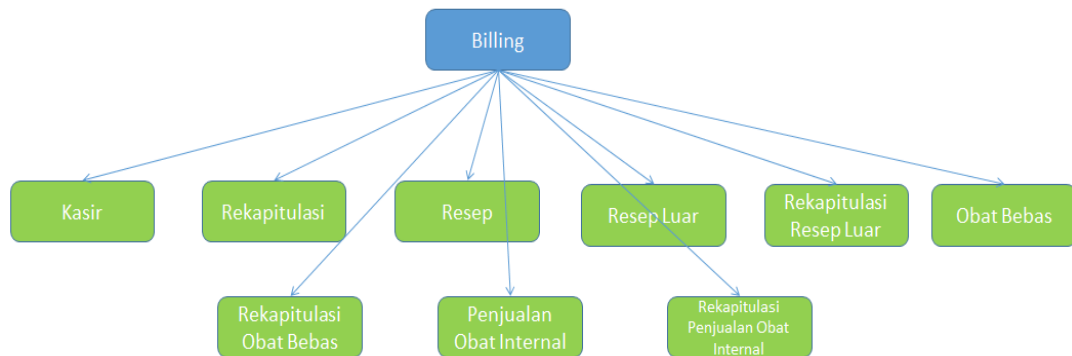 Billing
Kasir
Rekapitulasi
Resep
Resep Luar
Rekapitulasi
Resep Luar
Obat Bebas
Rekapitulasi
Obat Bebas
Penjualan
Obat Internal
Rekapitulasi
Penjualan Obat
Internal